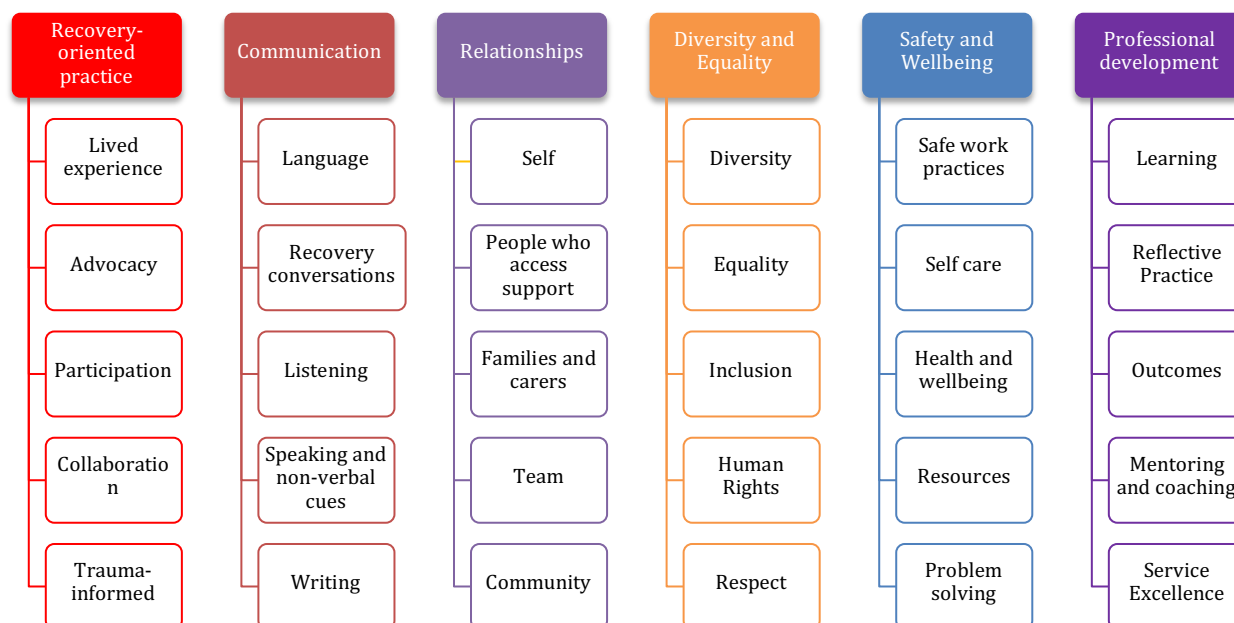 Recovery-
oriented
practice
Lived
experience
Advocacy
Participation
Collaboratio
n
Trauma-
informed
Communication
Language
Recovery
conversations
Listening
Speaking and
non-verbal
cues
Writing
Relationships
Self
People who
access
support
Families and
carers
Team
Community
Diversity and
Equality
Diversity
Equality
Inclusion
Human
Rights
Respect
Safety and
Wellbeing
Safe work
practices
Self care
Health and
wellbeing
Resources
Problem
solving
Professional
development
Learning
Reflective
Practice
Outcomes
Mentoring
and coaching
Service
Excellence